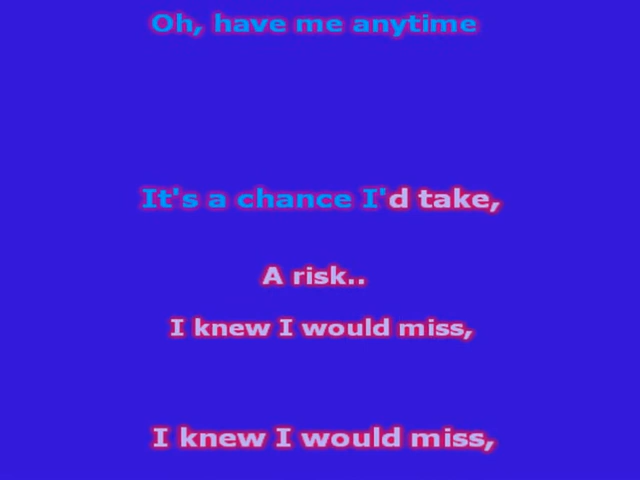 Oh, have me anytime
It's a chance I'd take,
A risk..
I knew I would miss,
I knew I would miss,